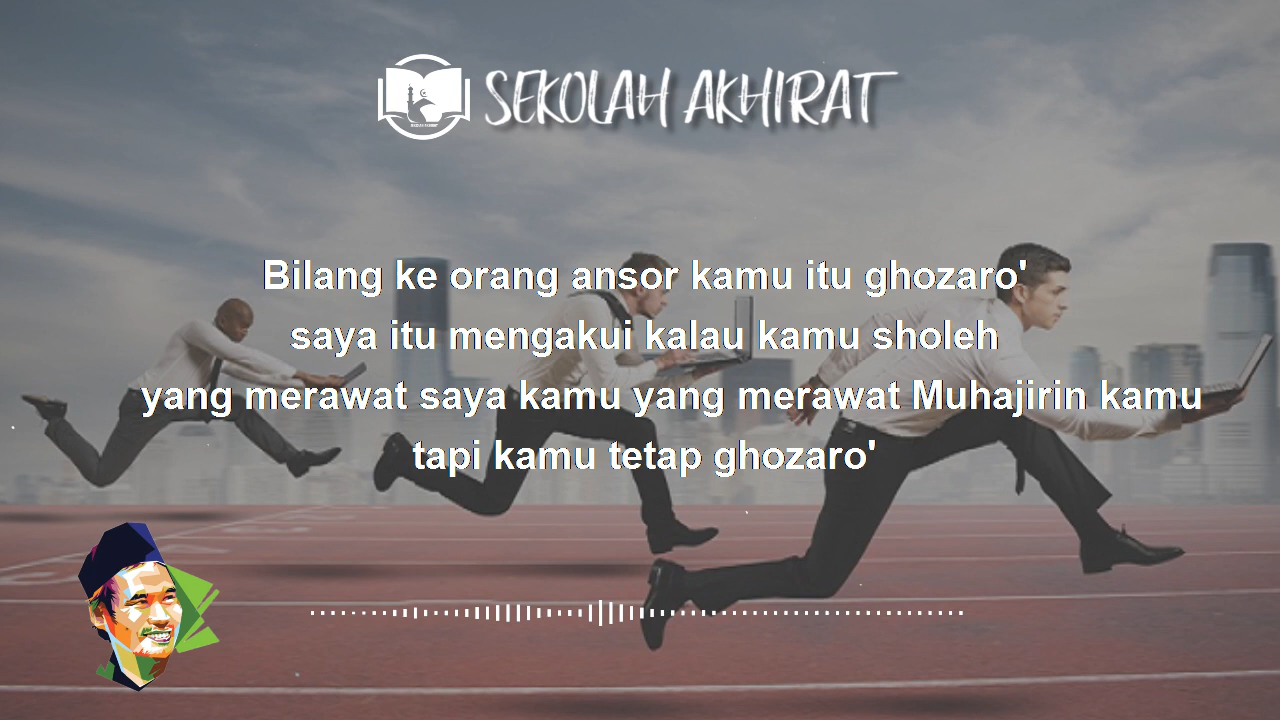 SEKOLAH AKHIRAT
Bilang ke orang ansor kamu itu ghozaro'
saya itu mengakui kalau kamu sholeh
yang merawat saya kamu yang merawat Muhajirin kamu
tapi kamu tetap ghozaro'